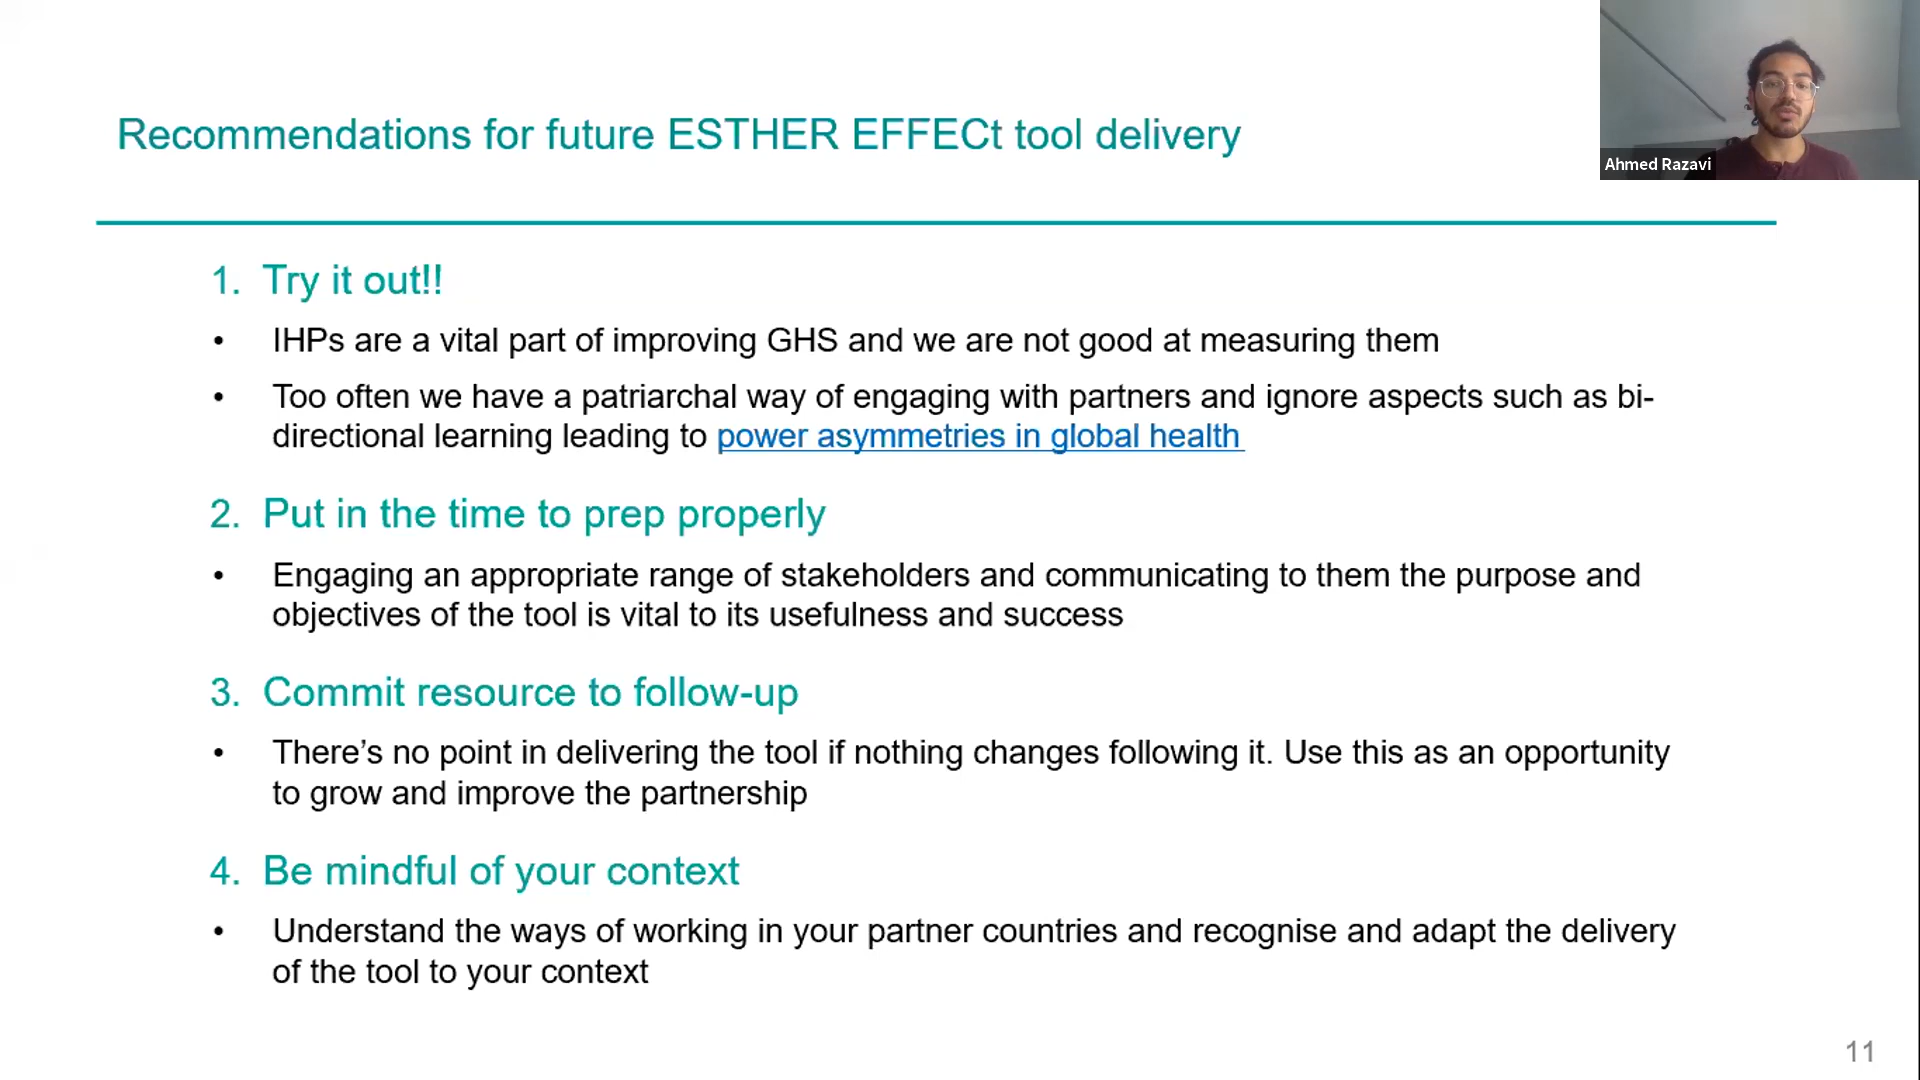 Ahmed Razavi
Recommendations for future ESTHER EFFECt tool delivery
1. Try it out!!
• IHPs are a vital part of improving GHS and we are not good at measuring them
• Too often we have a patriarchal way of engaging with partners and ignore aspects such as bi-
directional learning leading to power asymmetries in global health
2. Put in the time to prep properly
• Engaging an appropriate range of stakeholders and communicating to them the purpose and
objectives of the tool is vital to its usefulness and success
3. Commit resource to follow-up
• There’s no point in delivering the tool if nothing changes following it. Use this as an opportunity
to grow and improve the partnership
4. Be mindful of your context
• Understand the ways of working in your partner countries and recognise and adapt the delivery
of the tool to your context
11